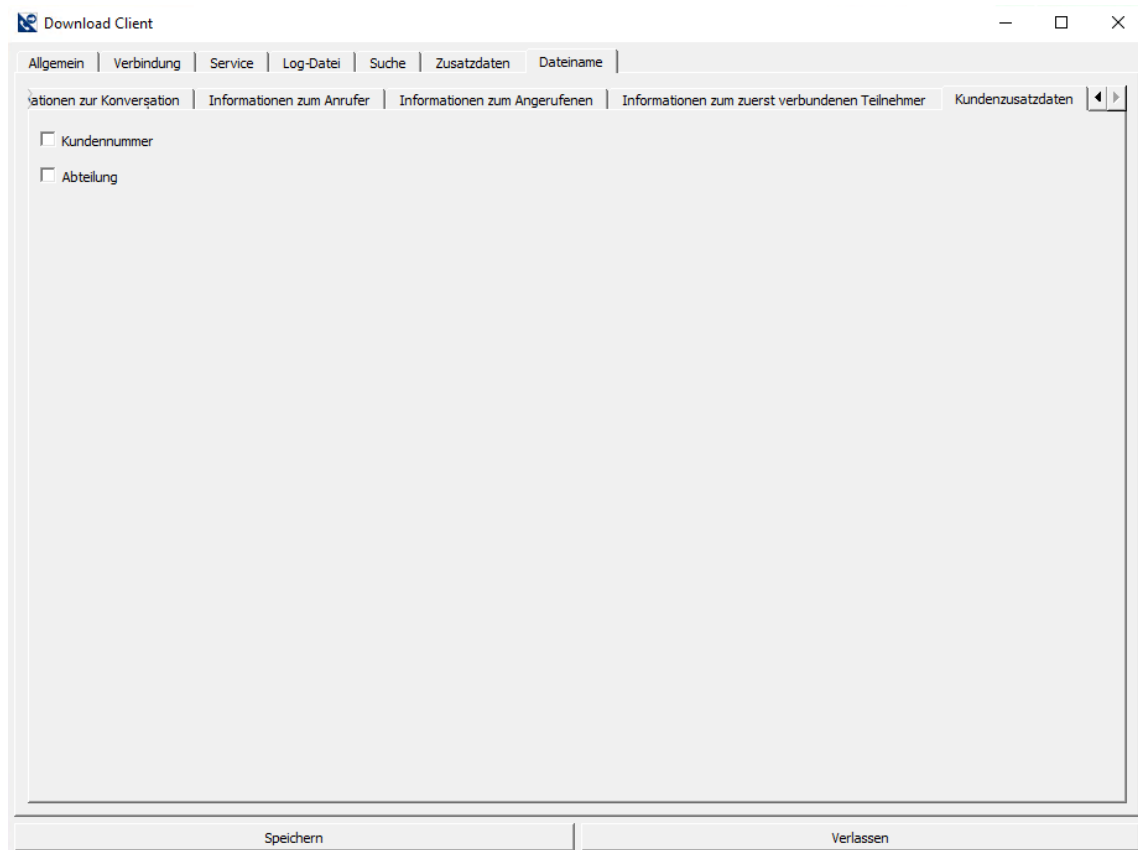 Download Client
Allgemein Verbindung Service Log-Datei Suche Zusatzdaten Dateiname
ationen zur Konversation Informationen zum Anrufer Informationen zum Angerufenen Informationen zum zuerst verbundenen Teilnehmer Kundenzusatzdaten
Kundennummer
Abteilung
Speichern Verlassen